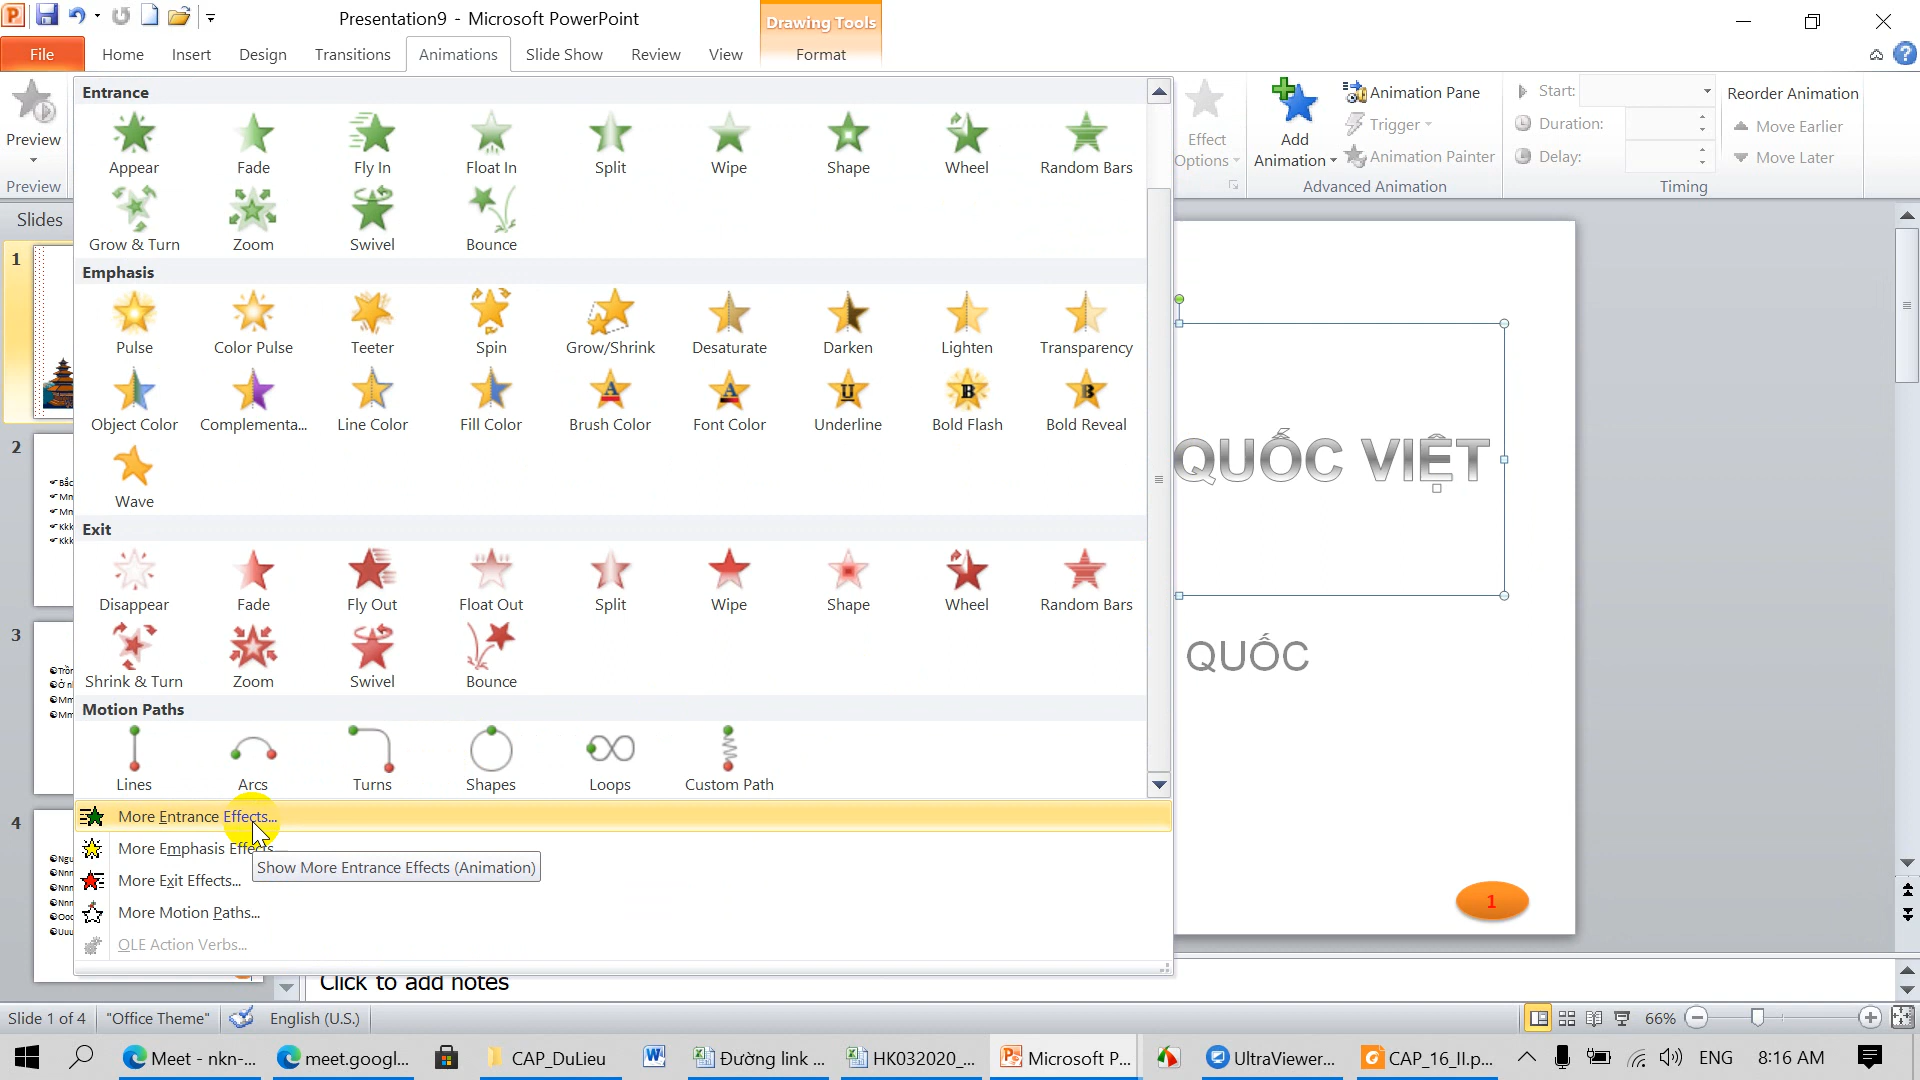 Presentation9 - Microsoft PowerPoint
Drawing Tools
File Home Insert Design Transitions Animations Slide Show Review View Format
Preview
Preview
Entrance
Appear Fade Fly In Float In Split Wipe Shape Wheel Random Bars
Grow & Turn Zoom Swivel Bounce
Emphasis
Pulse Color Pulse Teeter Spin Grow/Shrink Desaturate Darken Lighten Transparency
Object Color Complementa... Line Color Fill Color Brush Color Font Color Underline Bold Flash Bold Reveal
Wave
Exit
Disappear Fade Fly Out Float Out Split Wipe Shape Wheel Random Bars
Shrink & Turn Zoom Swivel Bounce
Motion Paths
Lines Arcs Turns Shapes Loops Custom Path
More Entrance Effects...
More Emphasis Effects...
Show More Entrance Effects (Animation)
More Exit Effects...
More Motion Paths...
OLE Action Verbs...
Effect
Options
Add
Animation
Animation Pane
Trigger
Animation Painter
Advanced Animation
Start:
Duration:
Delay:
Timing
Reorder Animation
Move Earlier
Move Later
Slides
1
2
3
4
QUỐC VIỆT
QUỐC
1
Click to add notes
Slide 1 of 4 "Office Theme" English (U.S.) 66%
Meet - nkn-... meet.googl... CAP_DuLieu Đường link ... HK032020_... Microsoft P... UltraViewer... CAP_16_II.p... ENG 8:16 AM